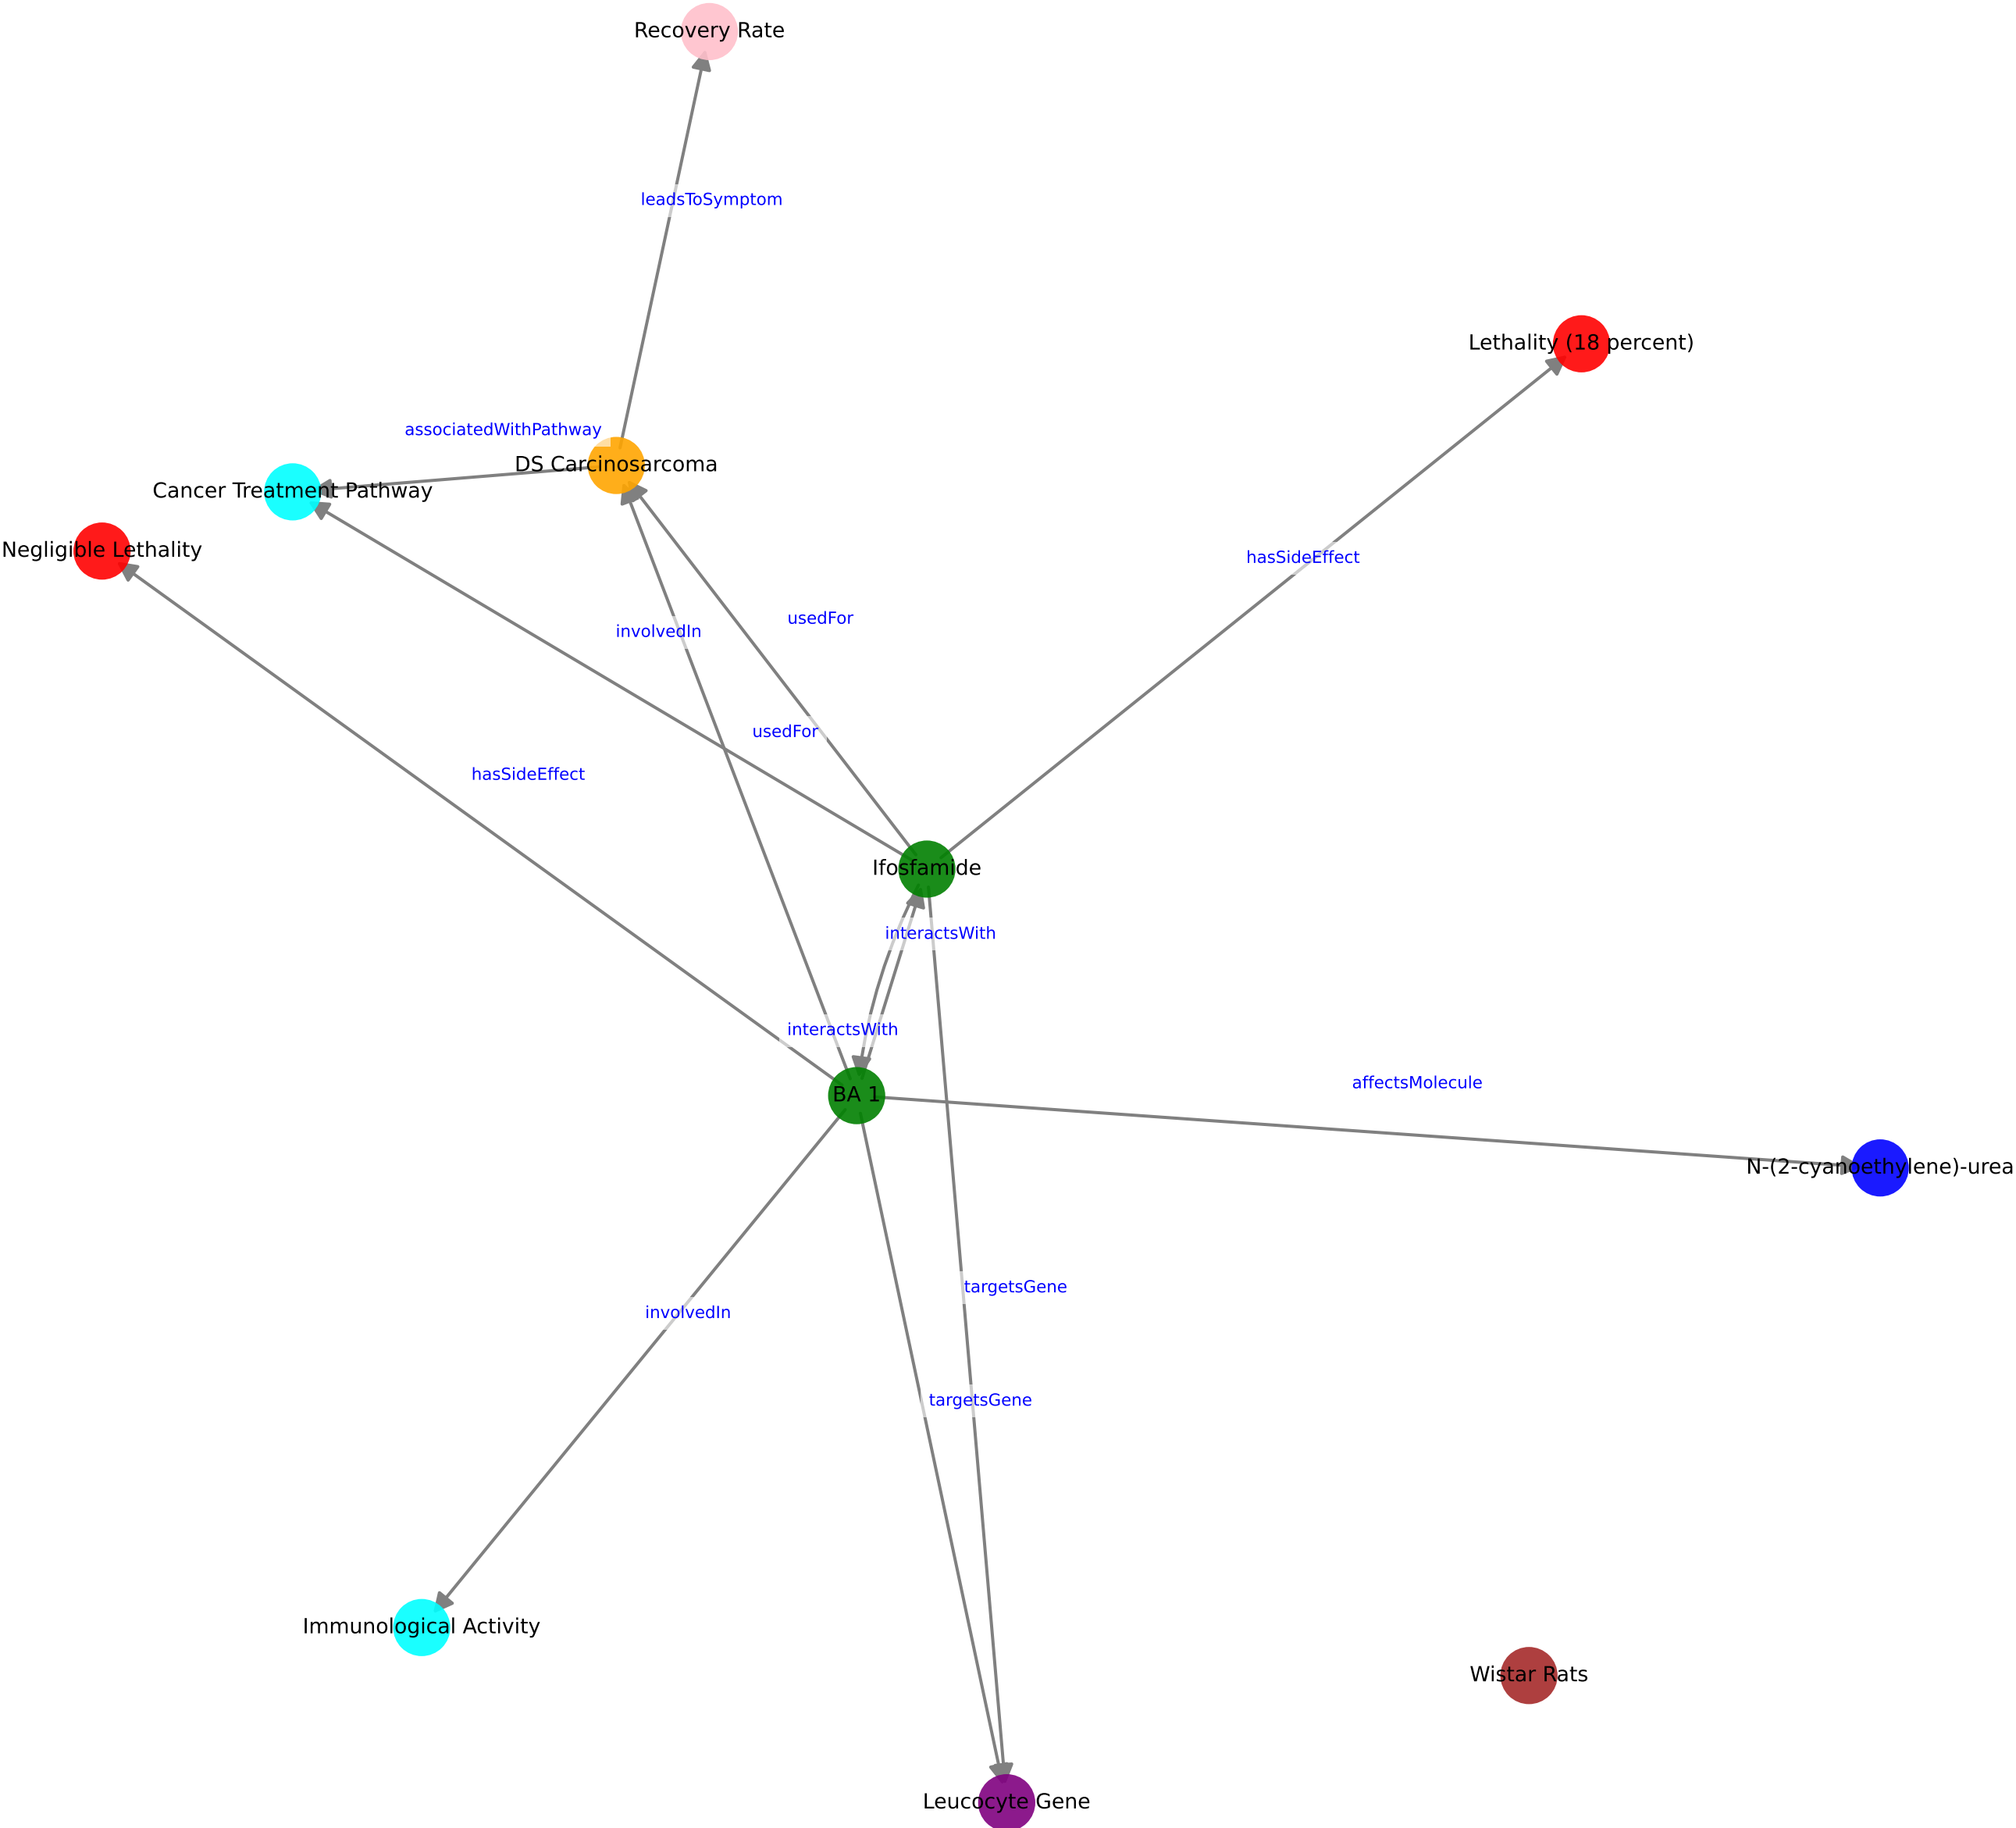 Recovery Rate
leadsToSymptom
Lethality (18 percent)
associatedWithPathway
DS Carcinosarcoma
Cancer Treatment Pathway
Negligible Lethality
hasSideEffect
usedFor
involvedIn
usedFor
hasSideEffect
Ifosfamide
interactsWith
interactsWith
affectsMolecule
BA 1
N-(2-cyanoethylene)-urea
targetsGene
involvedIn
targetsGene
Immunological Activity
Wistar Rats
Leucocyte Gene